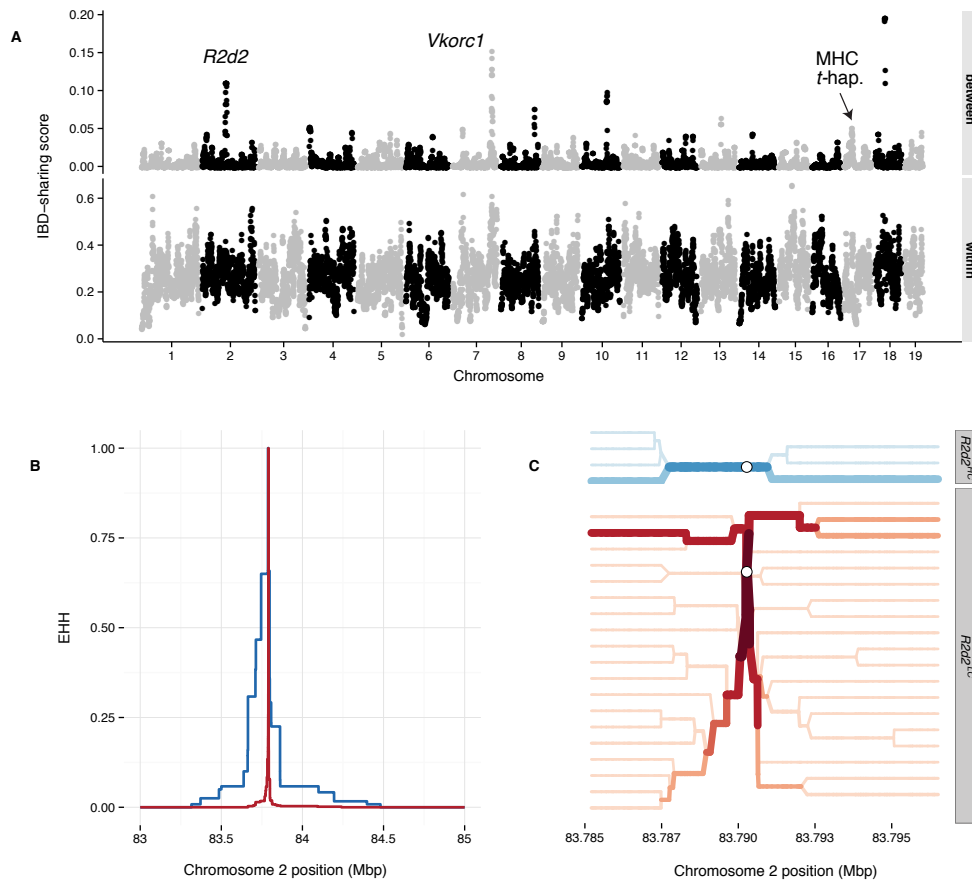 A
IBD−sharing score
0.20
0.15
0.10
0.05
0.00
R2d2
Vkorc1
MHC
t-hap.
0.6
0.4
0.2
0.0
within
1 2 3 4 5 6 7 8 9 10 11 12 13 14 15 16 17 18 19
Chromosome
B
EHH
1.00
0.75
0.50
0.25
0.00
83 83.5 84 84.5 85
Chromosome 2 position (Mbp)
C
R2d2HC
R2d2LC
83.785 83.787 83.790 83.793 83.795
Chromosome 2 position (Mbp)